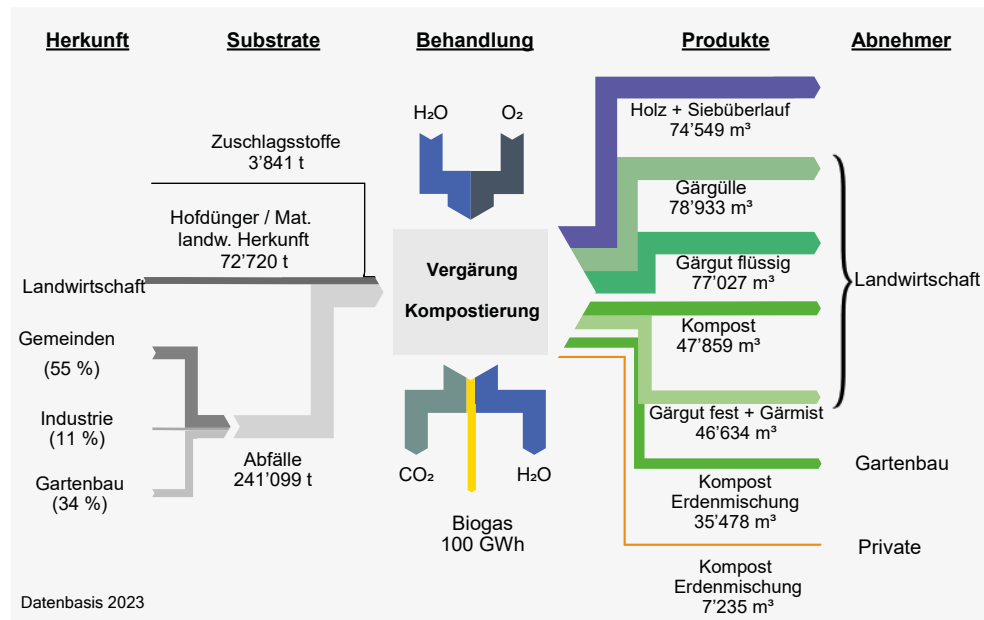 Herkunft
Substrate
Behandlung
Produkte
Abnehmer
Zuschlagsstoffe
3’841 t
Hofdünger / Mat.
landw. Herkunft
72’720 t
Landwirtschaft
Gemeinden
(55 %)
Industrie
(11 %)
Gartenbau
(34 %)
Abfälle
241’099 t
H₂O
O₂
Vergärung
Kompostierung
CO₂
H₂O
Biogas
100 GWh
Holz + Siebüberlauf
74’549 m³
Gärgülle
78’933 m³
Gärgut flüssig
77’027 m³
Kompost
47’859 m³
Gärgut fest + Gärmist
46’634 m³
Kompost
Erdenmischung
35’478 m³
Kompost
Erdenmischung
7’235 m³
Landwirtschaft
Gartenbau
Private
Datenbasis 2023